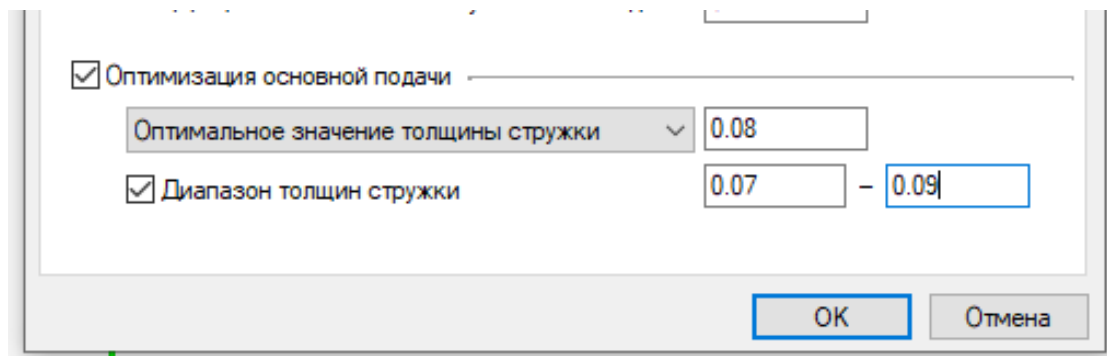 Оптимизация основной подачи
Оптимальное значение толщины стружки 0.08
Диапазон толщин стружки 0.07 – 0.09
OK Отмена